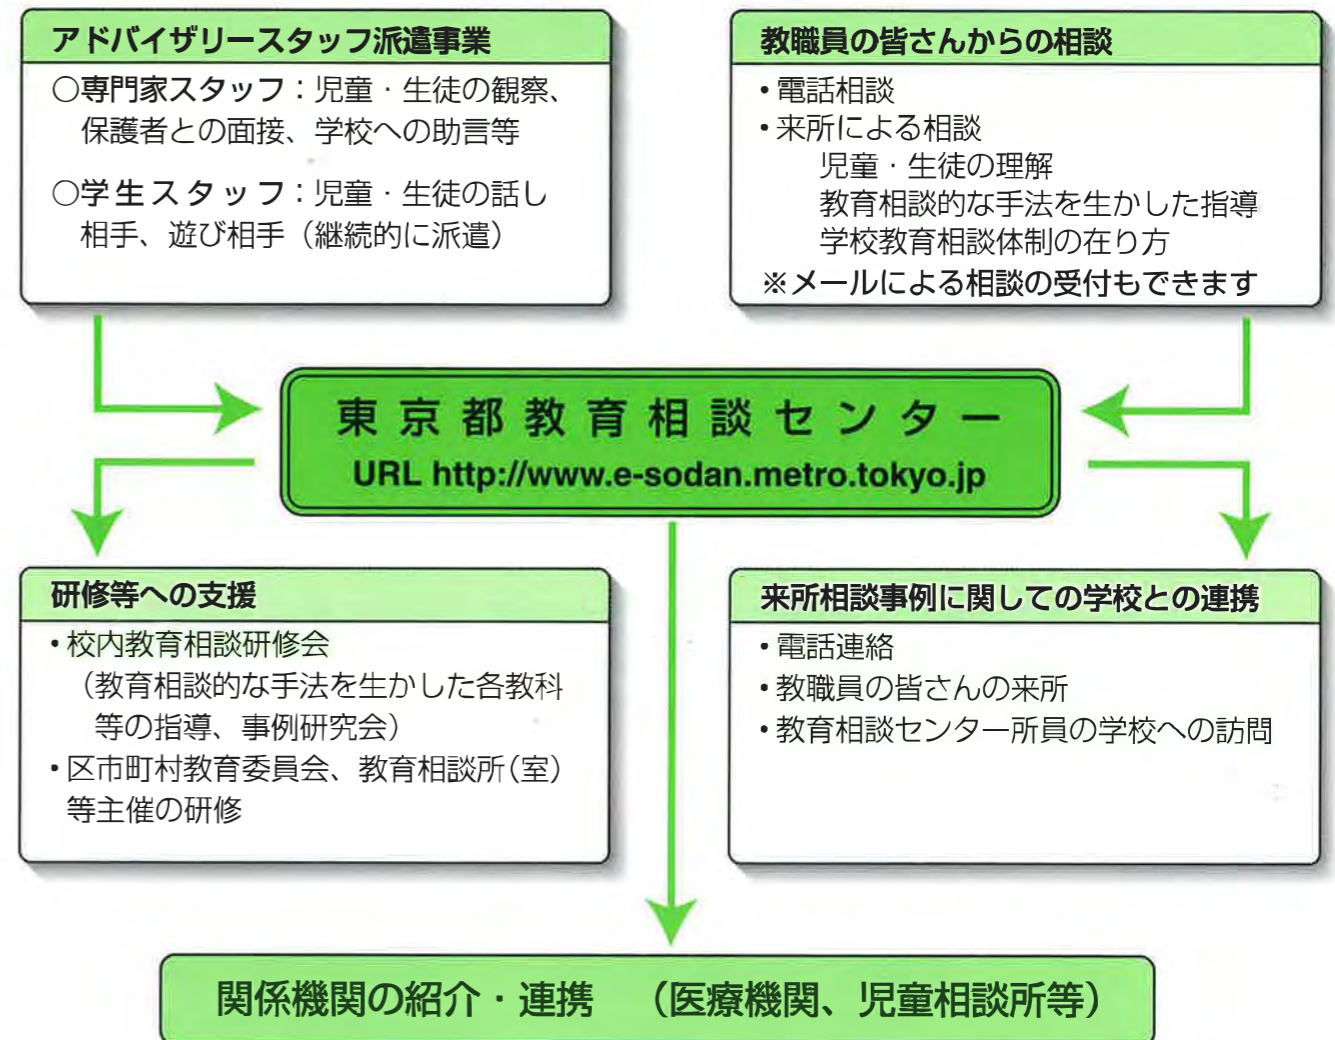 アドバイザリースタッフ派遣事業
○専門家スタッフ：児童・生徒の観察、
保護者との面接、学校への助言等
○学生スタッフ：児童・生徒の話し
相手、遊び相手（継続的に派遣）
教職員の皆さんからの相談
・電話相談
・来所による相談
児童・生徒の理解
教育相談的な手法を生かした指導
学校教育相談体制の在り方
※メールによる相談の受付もできます
東京都教育相談センター
URL http://www.e-sodan.metro.tokyo.jp
研修等への支援
・校内教育相談研修会
（教育相談的な手法を生かした各教科
等の指導、事例研究会）
・区市町村教育委員会、教育相談所（室）
等主催の研修
来所相談事例に関しての学校との連携
・電話連絡
・教職員の皆さんの来所
・教育相談センター所員の学校への訪問
関係機関の紹介・連携　（医療機関、児童相談所等）